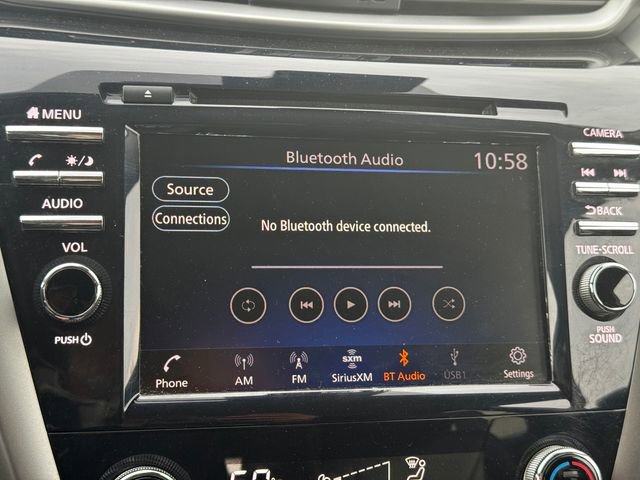 MENU
AUDIO
VOL
PUSH
Bluetooth Audio
10:58
Source
Connections
No Bluetooth device connected.
Phone
AM
FM
sxm
SiriusXM
BT Audio
USB1
Settings
CAMERA
BACK
TUNE·SCROLL
PUSH
SOUND